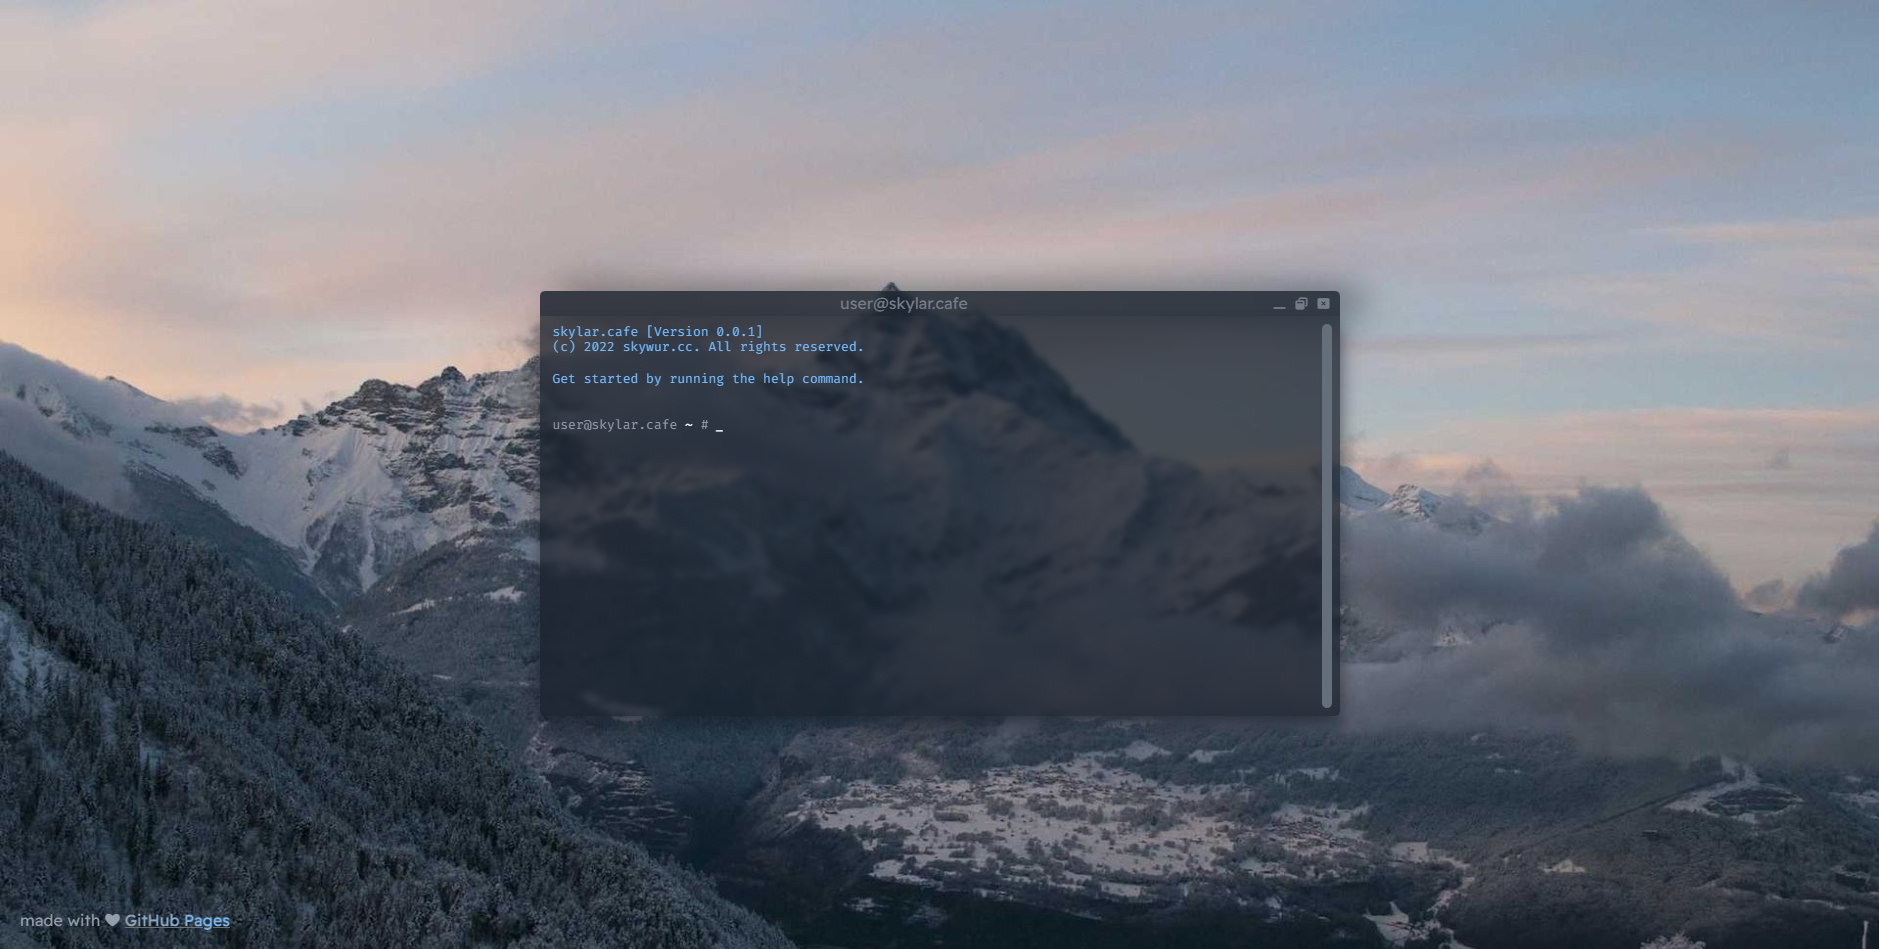 user@skylar.cafe
skylar.cafe [Version 0.0.1]
(c) 2022 skywur.cc. All rights reserved.
Get started by running the help command.
user@skylar.cafe ~ # _
made with ❤ GitHub Pages